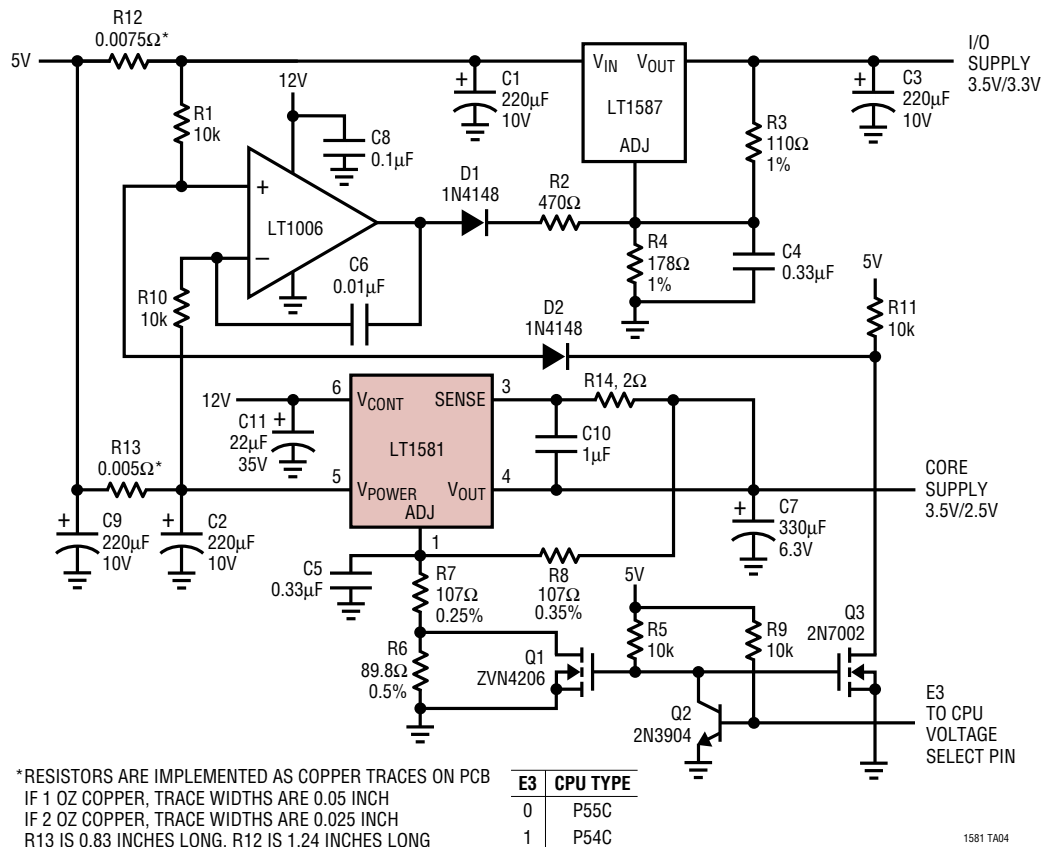 R12
0.0075Ω*
5V
R1
10k
12V
C8
0.1µF
+
C1
220µF
10V
VIN VOUT
LT1587
ADJ
I/O
SUPPLY
3.5V/3.3V
+
C3
220µF
10V
R3
110Ω
1%
+
LT1006
−
D1
1N4148
R2
470Ω
R4
178Ω
1%
C4
0.33µF
C6
0.01µF
R10
10k
5V
R11
10k
D2
1N4148
12V
C11 +
22µF
35V
6
VCONT SENSE
3
LT1581
5
VPOWER VOUT
4
ADJ
1
R14, 2Ω
C10
1µF
R13
0.005Ω*
+
C9
220µF
10V
+
C2
220µF
10V
CORE
SUPPLY
3.5V/2.5V
+
C7
330µF
6.3V
C5
0.33µF
R7
107Ω
0.25%
R8
107Ω
0.35%
R6
89.8Ω
0.5%
Q1
ZVN4206
5V
R5
10k
R9
10k
Q3
2N7002
Q2
2N3904
E3
TO CPU
VOLTAGE
SELECT PIN
*RESISTORS ARE IMPLEMENTED AS COPPER TRACES ON PCB
IF 1 OZ COPPER, TRACE WIDTHS ARE 0.05 INCH
IF 2 OZ COPPER, TRACE WIDTHS ARE 0.025 INCH
R13 IS 0.83 INCHES LONG, R12 IS 1.24 INCHES LONG
E3 CPU TYPE
0 P55C
1 P54C
1581 TA04